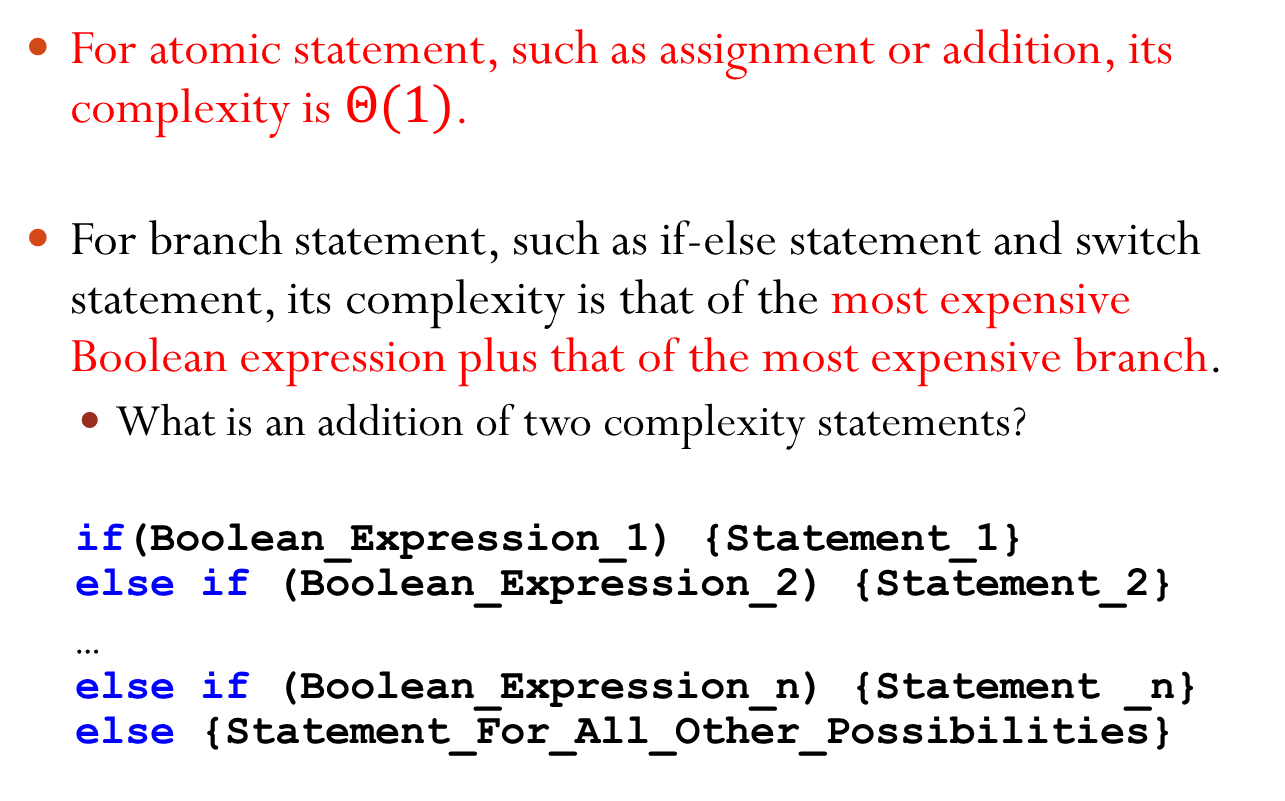 • For atomic statement, such as assignment or addition, its
complexity is Θ(1).
• For branch statement, such as if-else statement and switch
statement, its complexity is that of the most expensive
Boolean expression plus that of the most expensive branch.
• What is an addition of two complexity statements?
if(Boolean_Expression_1) {Statement_1}
else if (Boolean_Expression_2) {Statement_2}
…
else if (Boolean_Expression_n) {Statement _n}
else {Statement_For_All_Other_Possibilities}